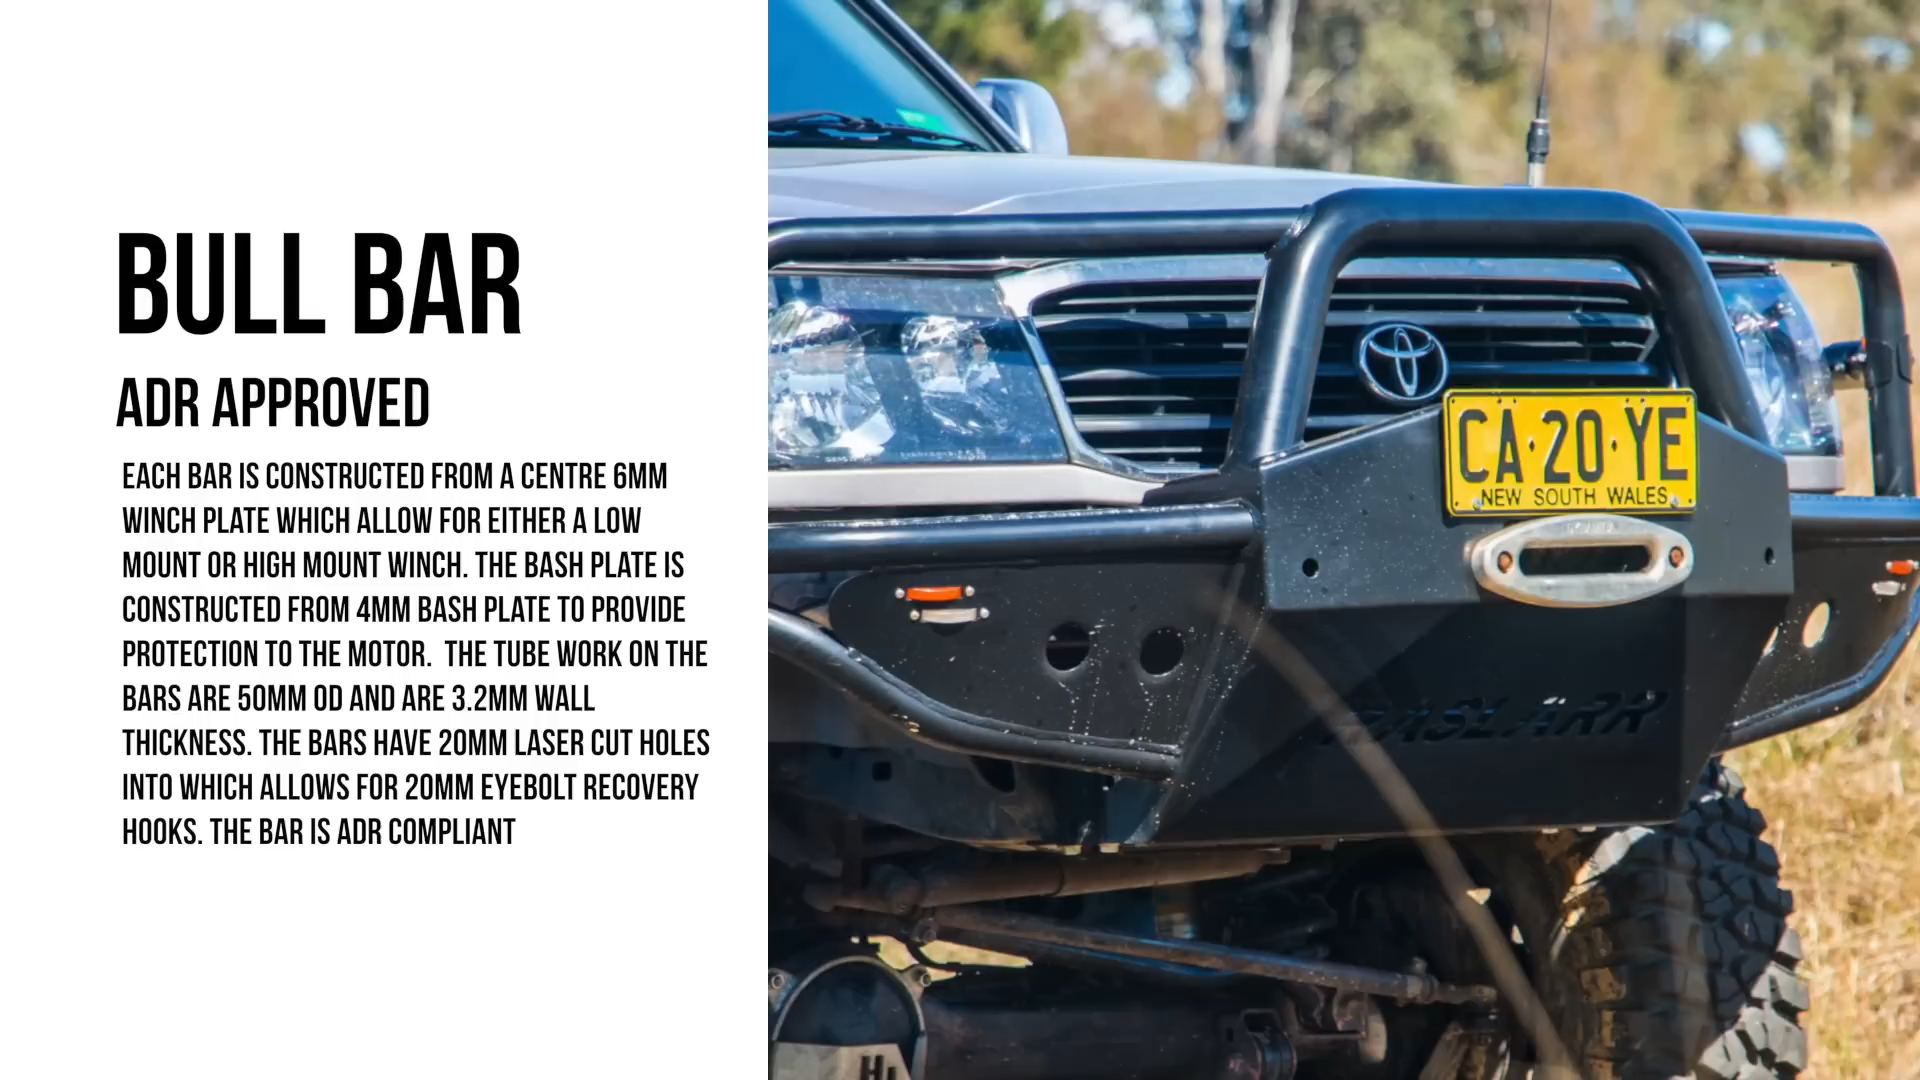 BULL BAR
ADR APPROVED
EACH BAR IS CONSTRUCTED FROM A CENTRE 6MM
WINCH PLATE WHICH ALLOW FOR EITHER A LOW
MOUNT OR HIGH MOUNT WINCH. THE BASH PLATE IS
CONSTRUCTED FROM 4MM BASH PLATE TO PROVIDE
PROTECTION TO THE MOTOR.  THE TUBE WORK ON THE
BARS ARE 50MM OD AND ARE 3.2MM WALL
THICKNESS. THE BARS HAVE 20MM LASER CUT HOLES
INTO WHICH ALLOWS FOR 20MM EYEBOLT RECOVERY
HOOKS. THE BAR IS ADR COMPLIANT
CA·20·YE
NEW SOUTH WALES